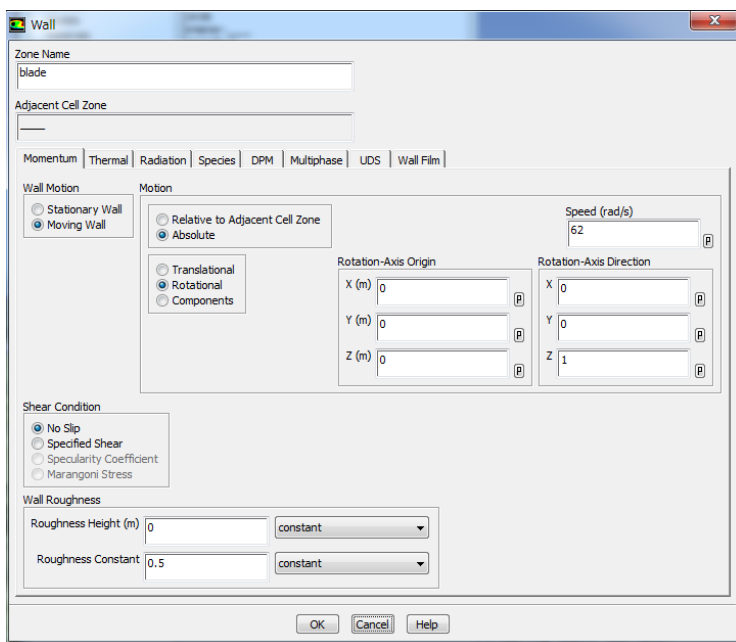 Wall
Zone Name
blade
Adjacent Cell Zone
Momentum Thermal Radiation Species DPM Multiphase UDS Wall Film
Wall Motion
Stationary Wall
Moving Wall
Motion
Relative to Adjacent Cell Zone
Absolute
Speed (rad/s)
62 P
Translational
Rotational
Components
Rotation-Axis Origin
X (m) 0 P
Y (m) 0 P
Z (m) 0 P
Rotation-Axis Direction
X 0 P
Y 0 P
Z 1 P
Shear Condition
No Slip
Specified Shear
Specularity Coefficient
Marangoni Stress
Wall Roughness
Roughness Height (m) 0 constant
Roughness Constant 0.5 constant
OK Cancel Help